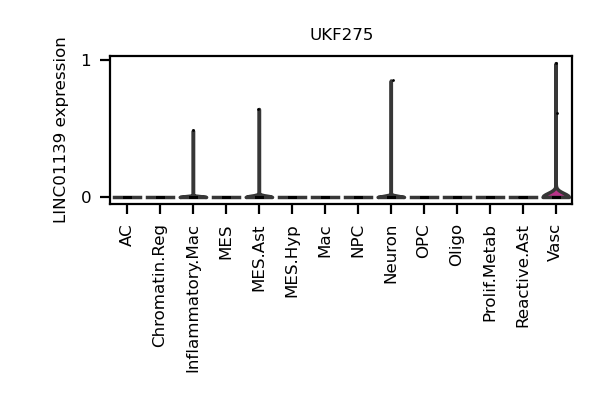 UKF275
LINC01139 expression
1
0
AC
Chromatin.Reg
Inflammatory.Mac
MES
MES.Ast
MES.Hyp
Mac
NPC
Neuron
OPC
Oligo
Prolif.Metab
Reactive.Ast
Vasc